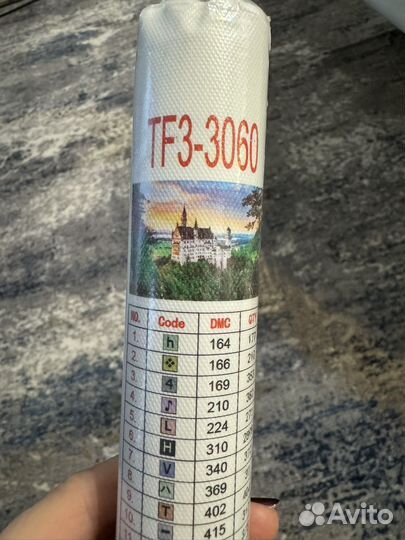 TF3-3060
NO. Code DMC
1. h 164
2. 166
3. 4 169
4. ♪ 210
5. L 224
6. H 310
7. V 340
8. 369
9. T 402
10. 415
Avito